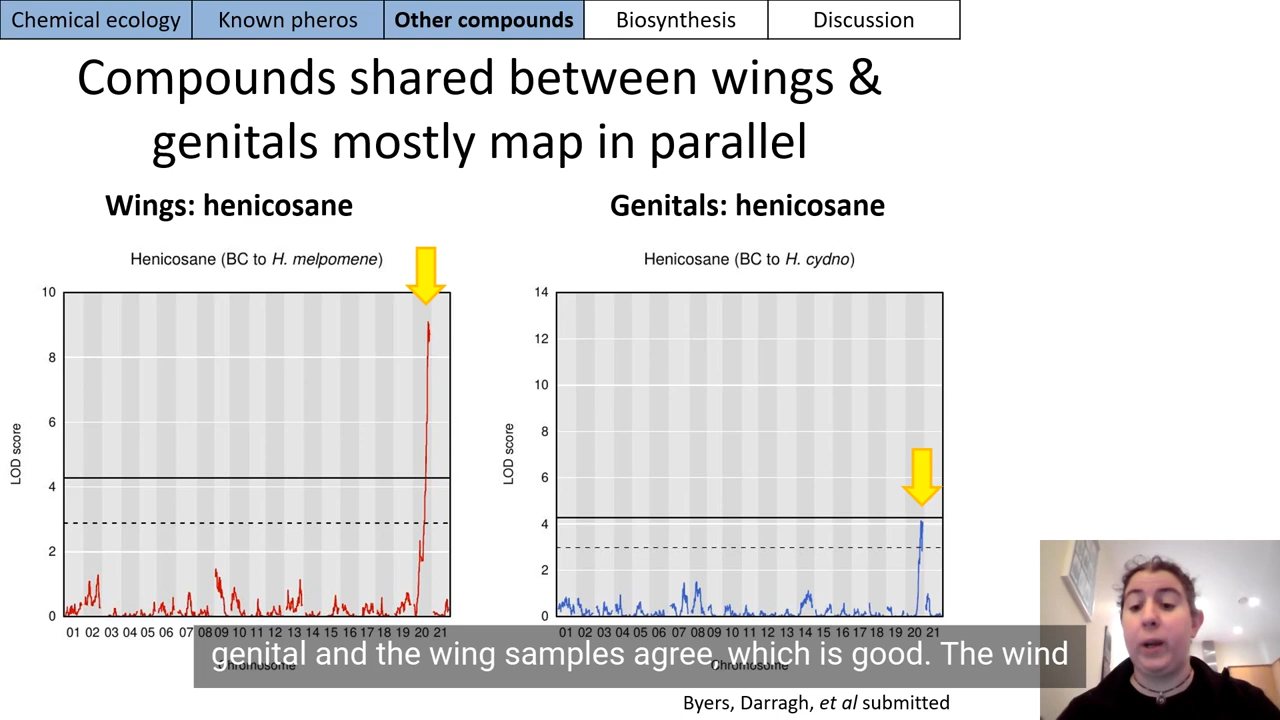 Chemical ecology Known pheros Other compounds Biosynthesis Discussion
Compounds shared between wings &
genitals mostly map in parallel
Wings: henicosane Genitals: henicosane
Henicosane (BC to H. melpomene) Henicosane (BC to H. cydno)
LOD score
10
8
6
4
2
0
01 02 03 04 05 06 07 08 09 10 11 12 13 14 15 16 17 18 19 20 21
Chromosome
LOD score
14
12
10
8
6
4
2
0
01 02 03 04 05 06 07 08 09 10 11 12 13 14 15 16 17 18 19 20 21
Chromosome
genital and the wing samples agree, which is good. The wind
Byers, Darragh, et al submitted